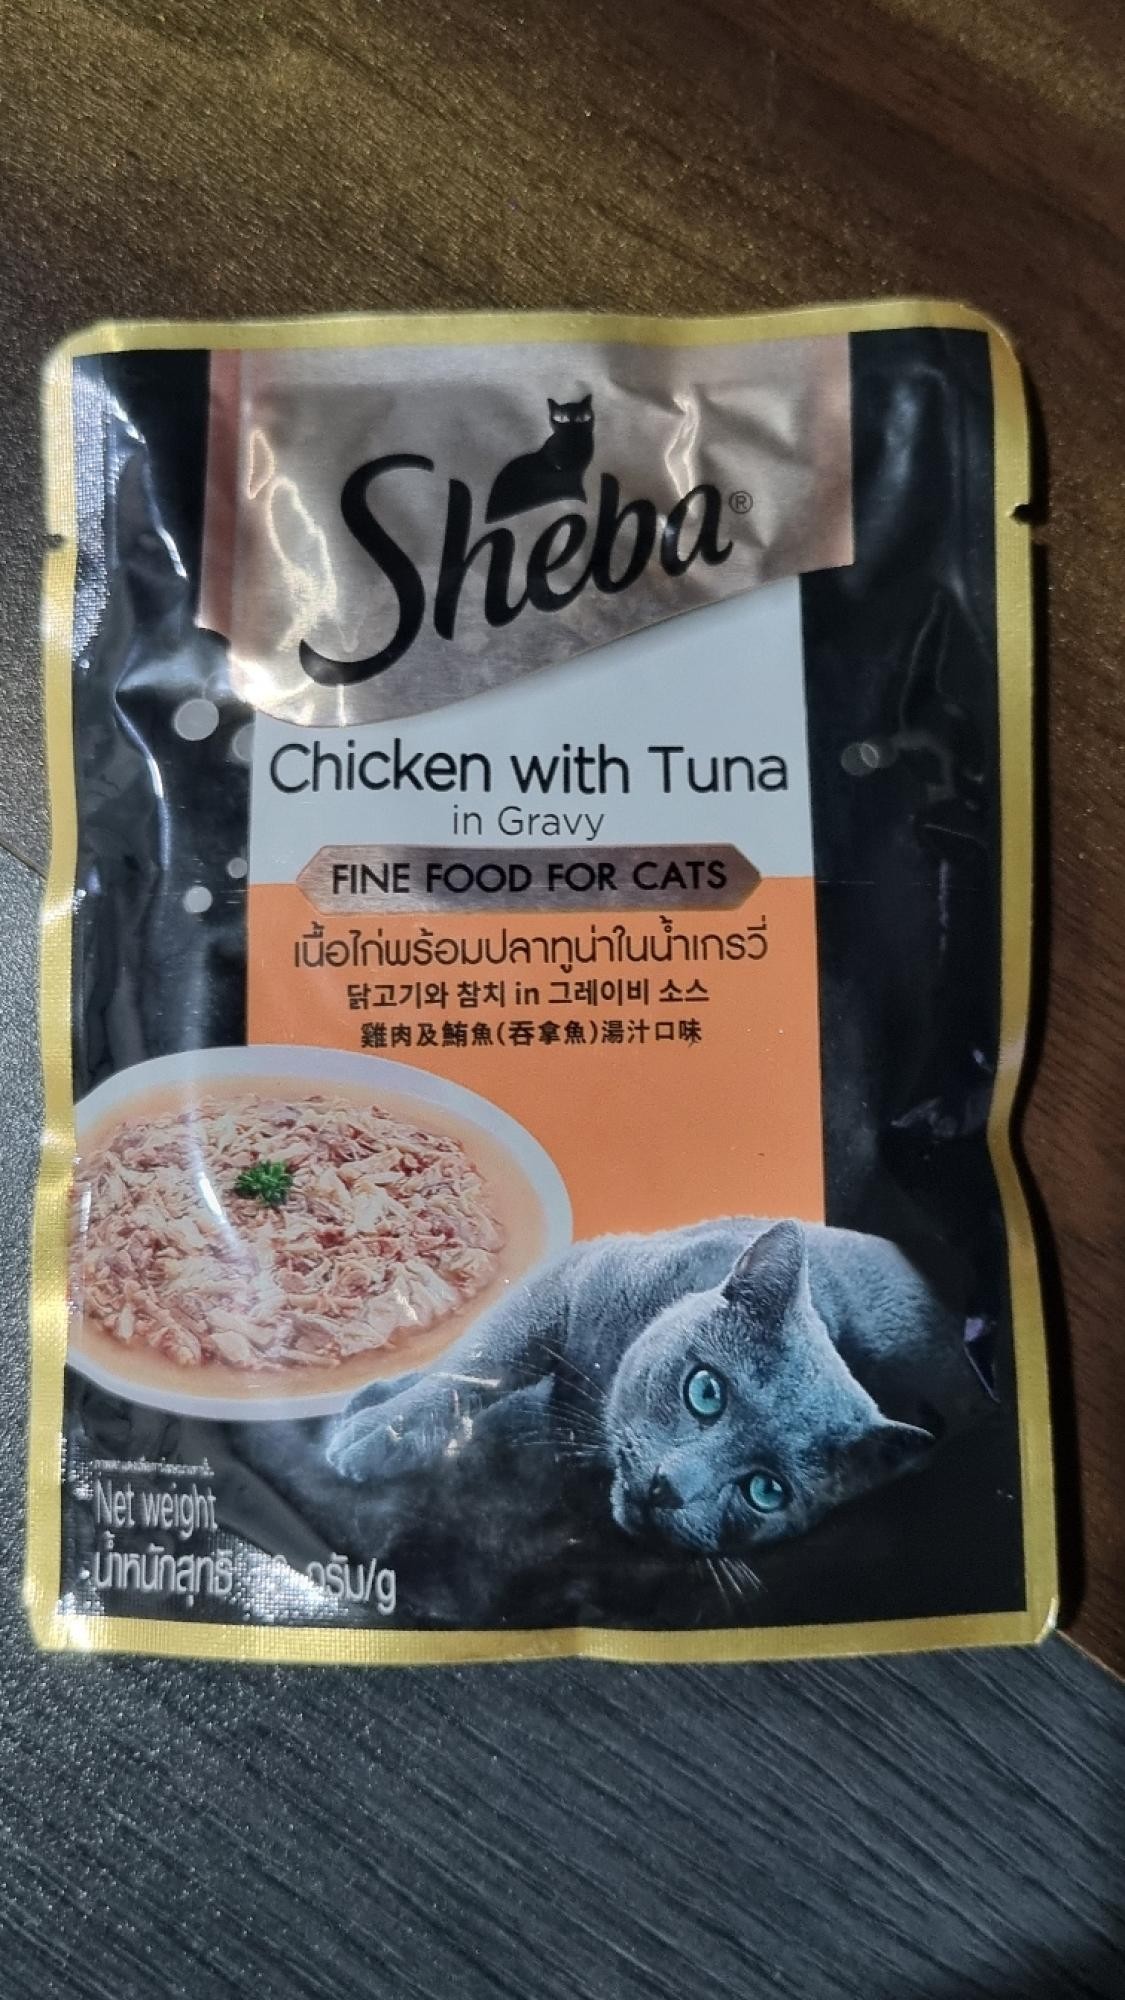 Sheba®
Chicken with Tuna
in Gravy
FINE FOOD FOR CATS
เนื้อไก่พร้อมปลาทูน่าในน้ำเกรวี่
닭고기와 참치 in 그레이비 소스
雞肉及鮪魚(吞拿魚)湯汁口味
Net weight
น้ำหนักสุทธิ กรัม/g